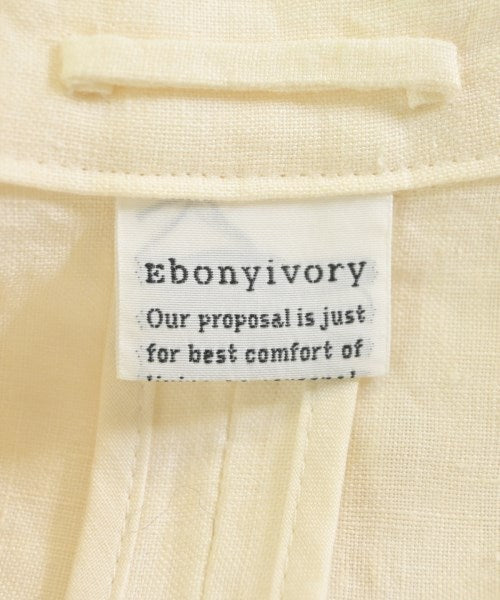 Ebonyivory
Our proposal is just
for best comfort of